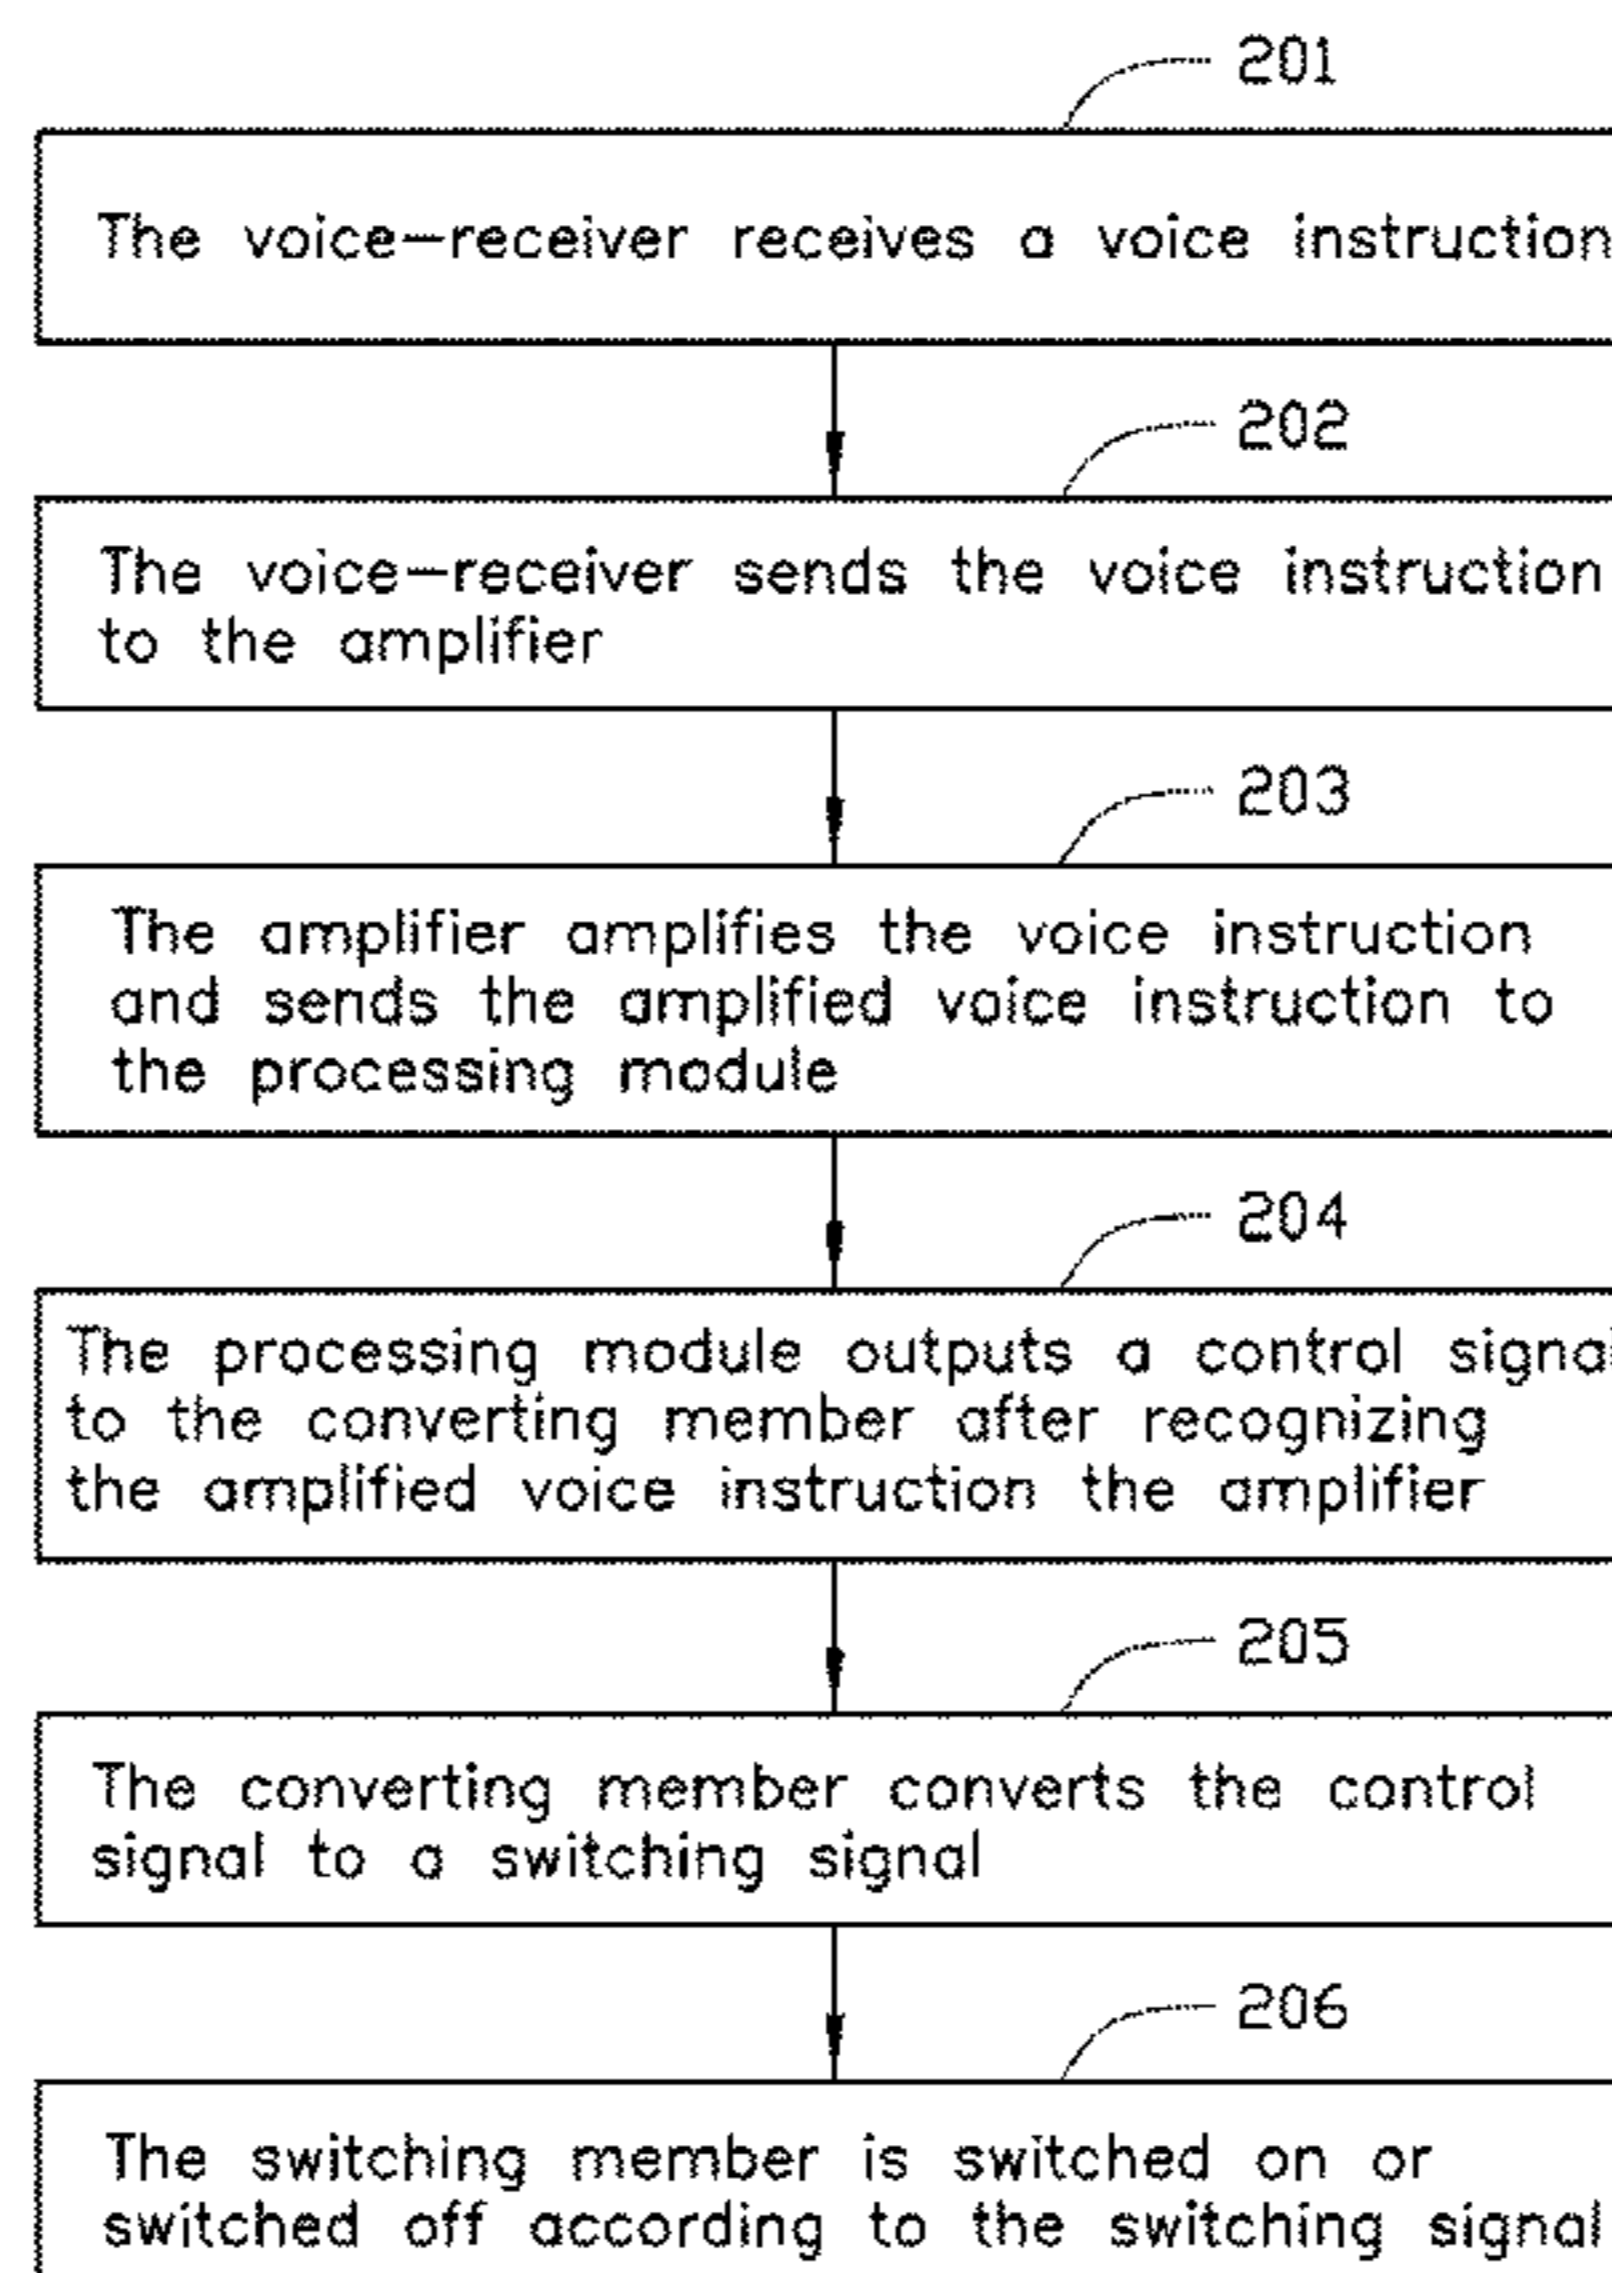 201
The voice-receiver receives a voice instruction
202
The voice-receiver sends the voice instruction
to the amplifier
203
The amplifier amplifies the voice instruction
and sends the amplified voice instruction to
the processing module
204
The processing module outputs a control signal
to the converting member after recognizing
the amplified voice instruction the amplifier
205
The converting member converts the control
signal to a switching signal
206
The switching member is switched on or
switched off according to the switching signal